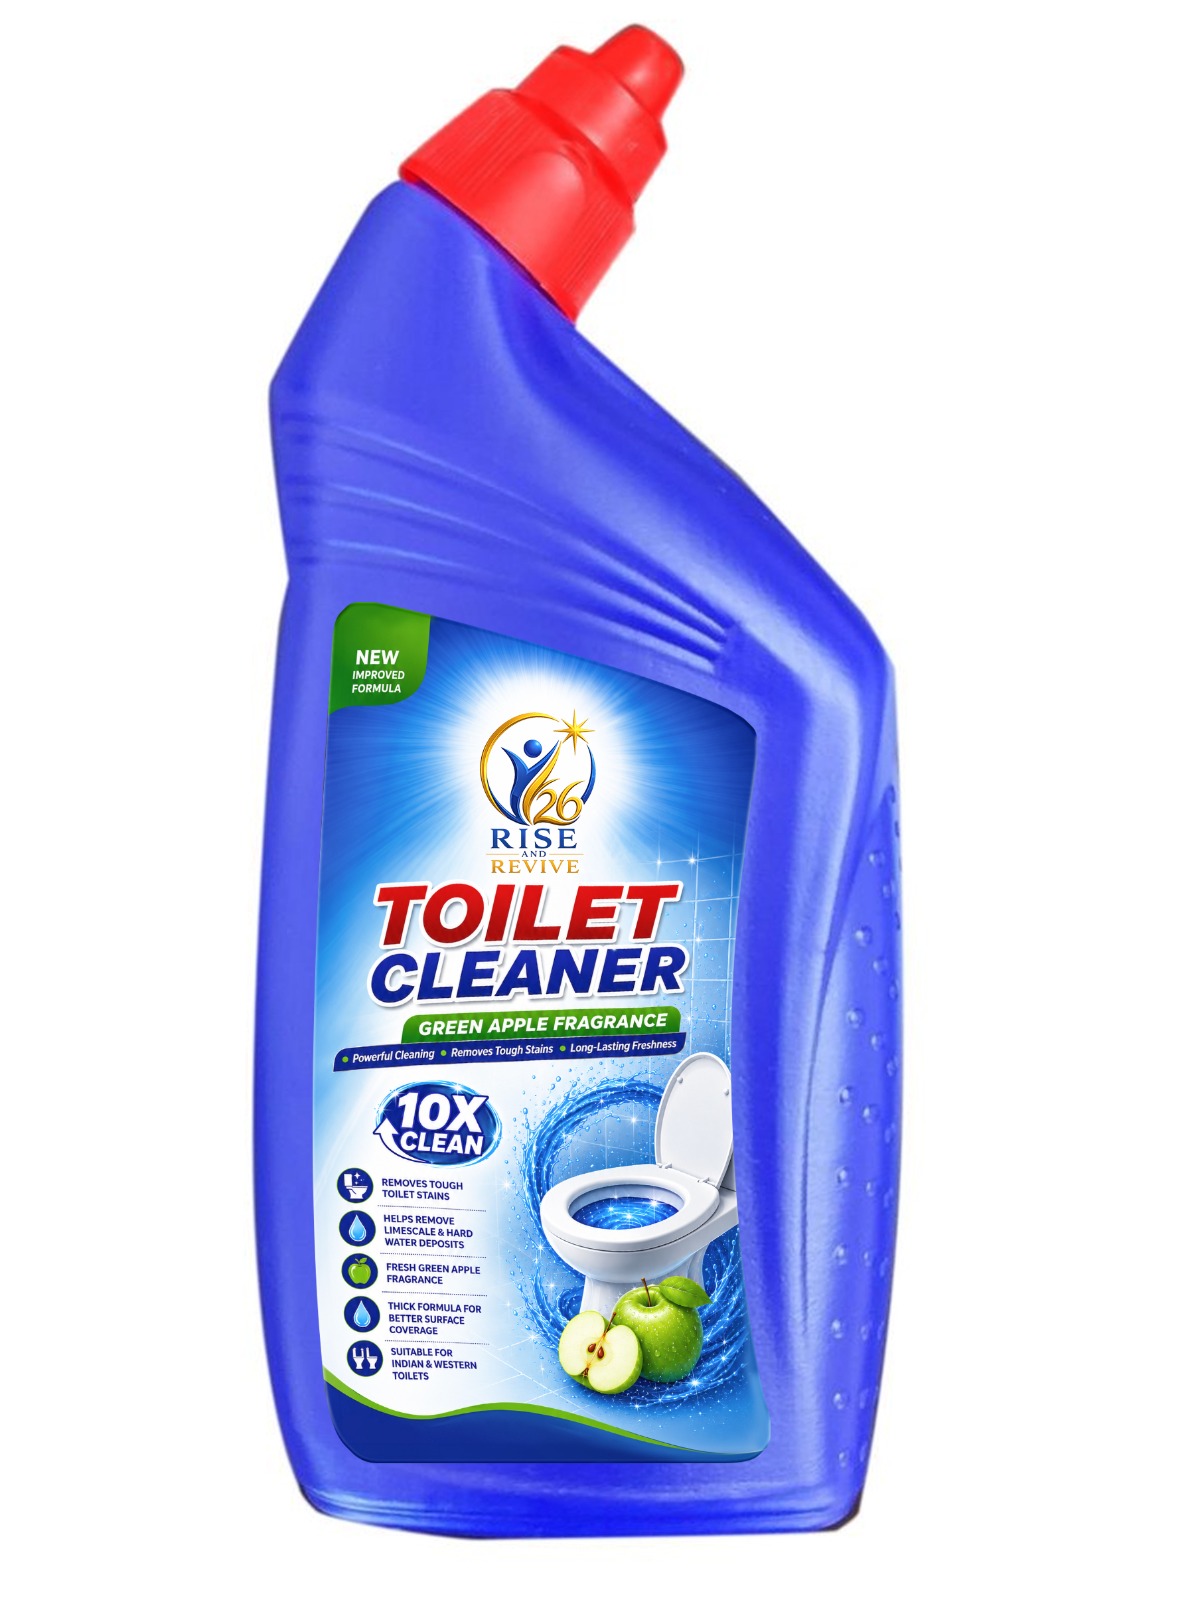 NEW
IMPROVED
FORMULA
26
RISE
AND
REVIVE
TOILET
CLEANER
GREEN APPLE FRAGRANCE
• Powerful Cleaning • Removes Tough Stains • Long-Lasting Freshness
10X
CLEAN
REMOVES TOUGH
TOILET STAINS
HELPS REMOVE
LIMESCALE & HARD
WATER DEPOSITS
FRESH GREEN APPLE
FRAGRANCE
THICK FORMULA FOR
BETTER SURFACE
COVERAGE
SUITABLE FOR
INDIAN & WESTERN
TOILETS